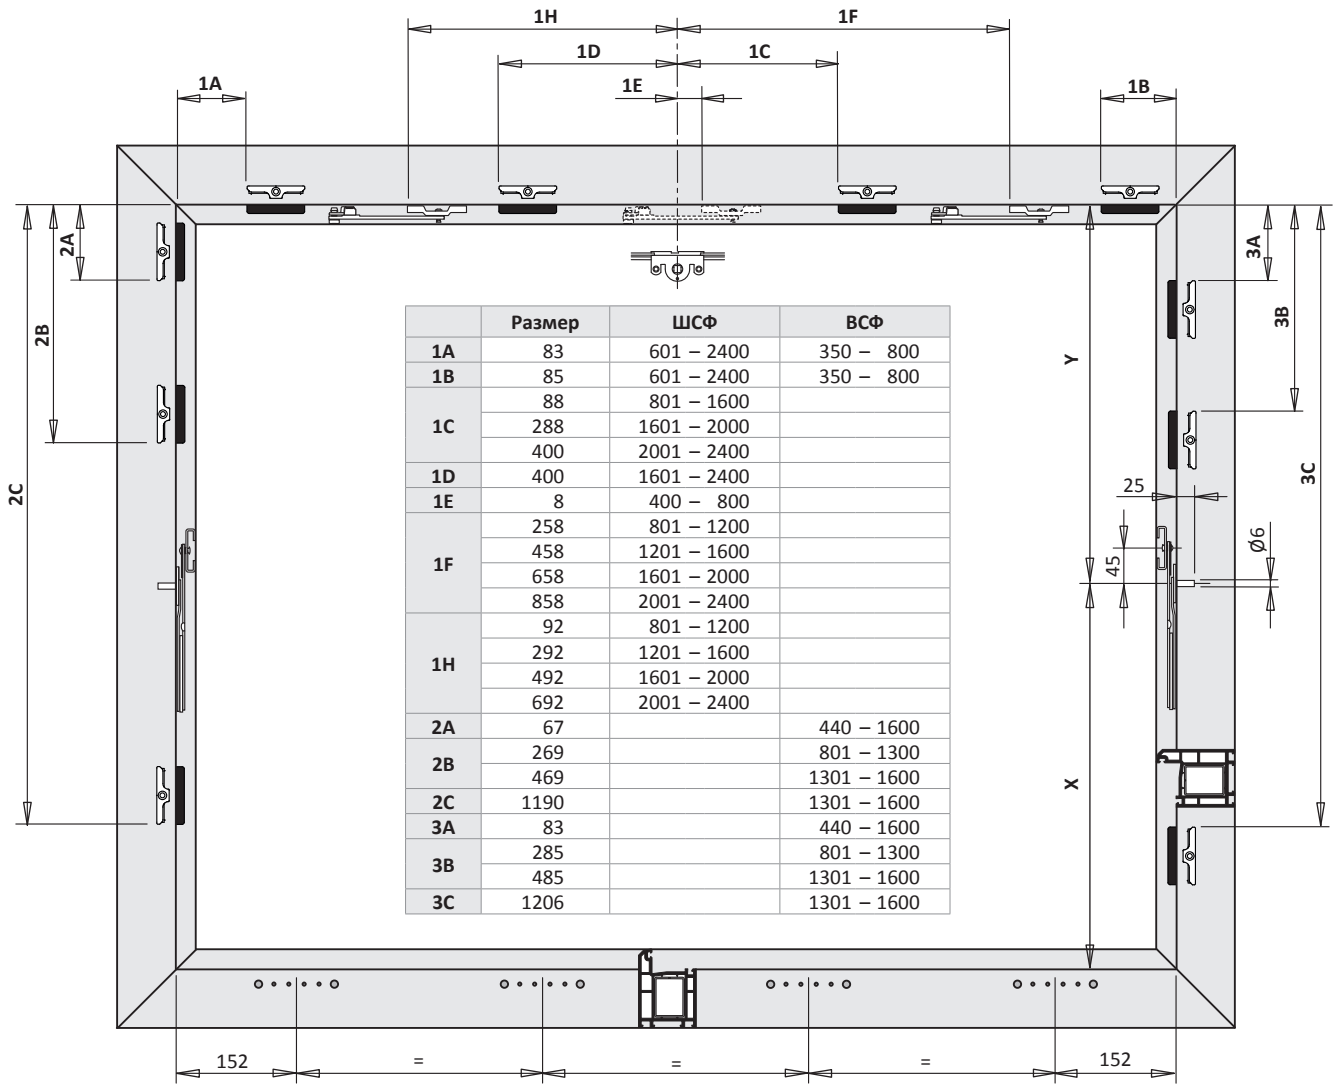 1H 1F
1D 1C
1E
1A 1B
2A 3A
2B 3B
2C 3C
Y
X
25
45
Ø6
Размер ШСФ ВСФ
1A 83 601 – 2400 350 – 800
1B 85 601 – 2400 350 – 800
1C 88 801 – 1600
288 1601 – 2000
400 2001 – 2400
1D 400 1601 – 2400
1E 8 400 – 800
1F 258 801 – 1200
458 1201 – 1600
658 1601 – 2000
858 2001 – 2400
1H 92 801 – 1200
292 1201 – 1600
492 1601 – 2000
692 2001 – 2400
2A 67 440 – 1600
2B 269 801 – 1300
469 1301 – 1600
2C 1190 1301 – 1600
3A 83 440 – 1600
3B 285 801 – 1300
485 1301 – 1600
3C 1206 1301 – 1600
152 = = = 152